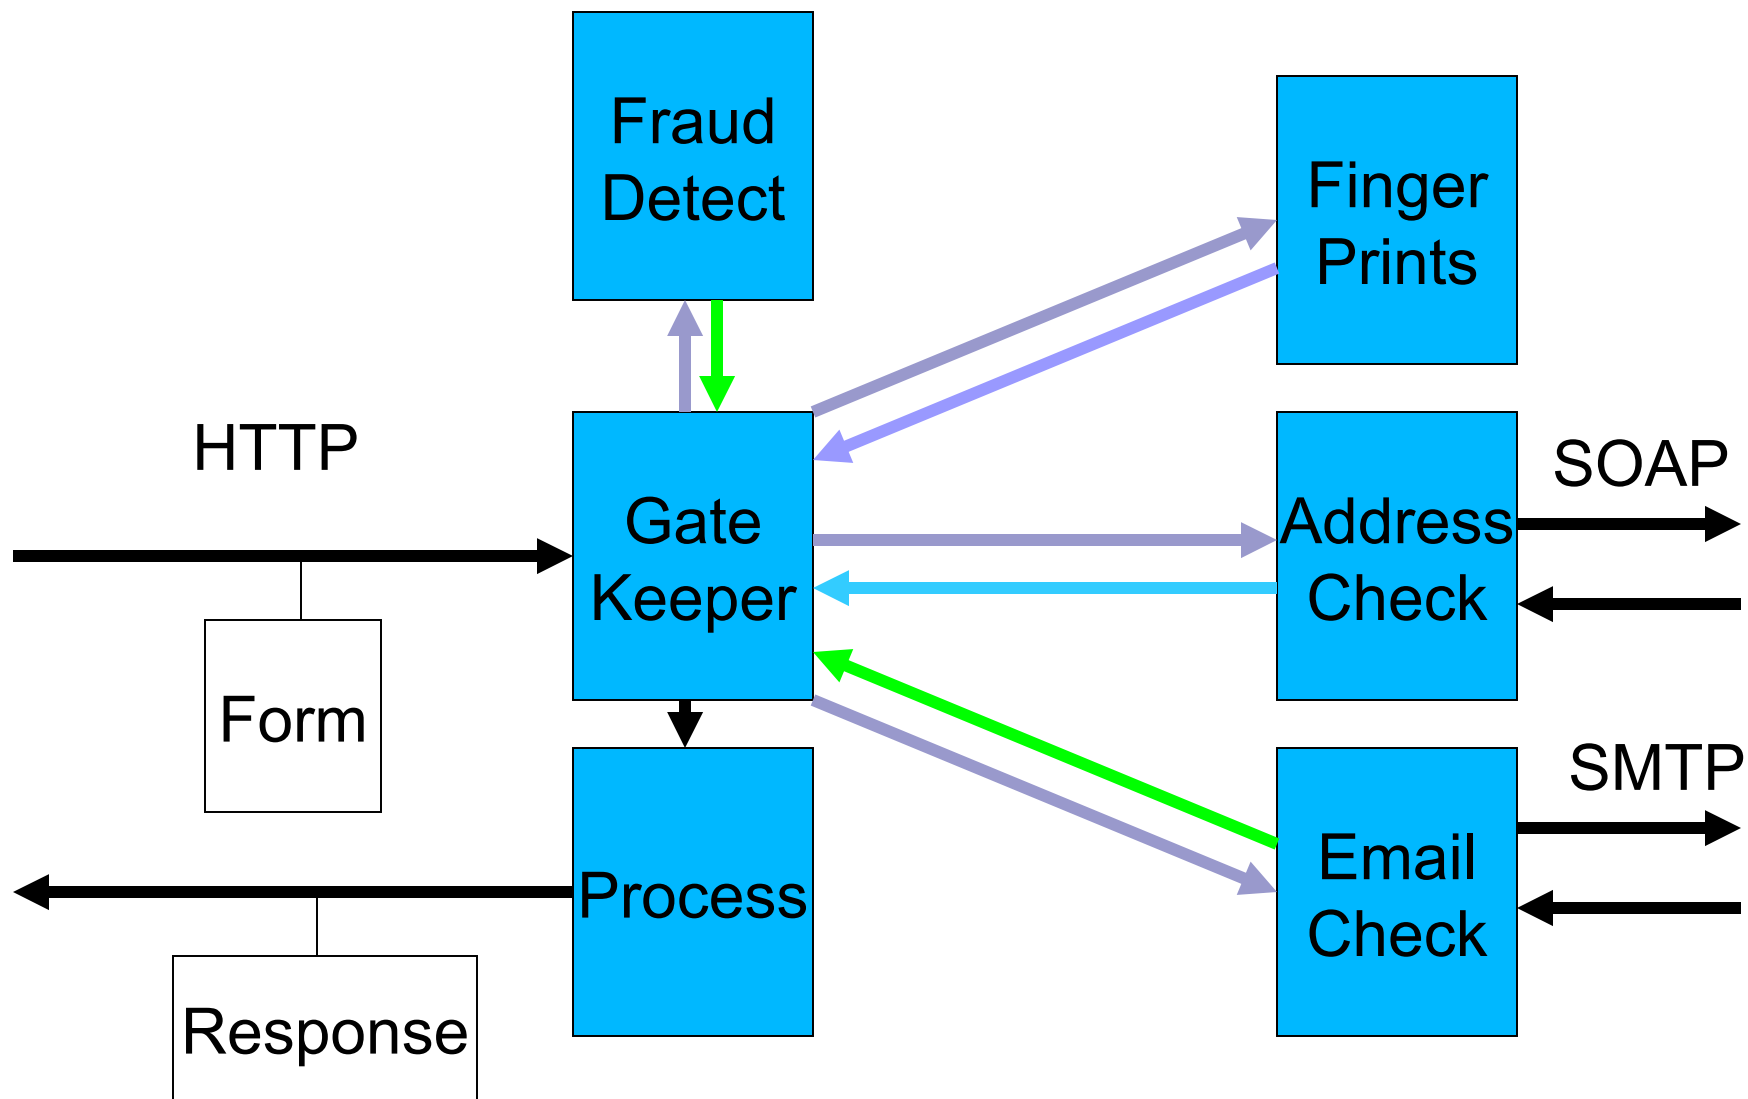 Fraud
Detect
Finger
Prints
HTTP
Gate
Keeper
Address
Check
SOAP
Form
Process
Email
Check
SMTP
Response